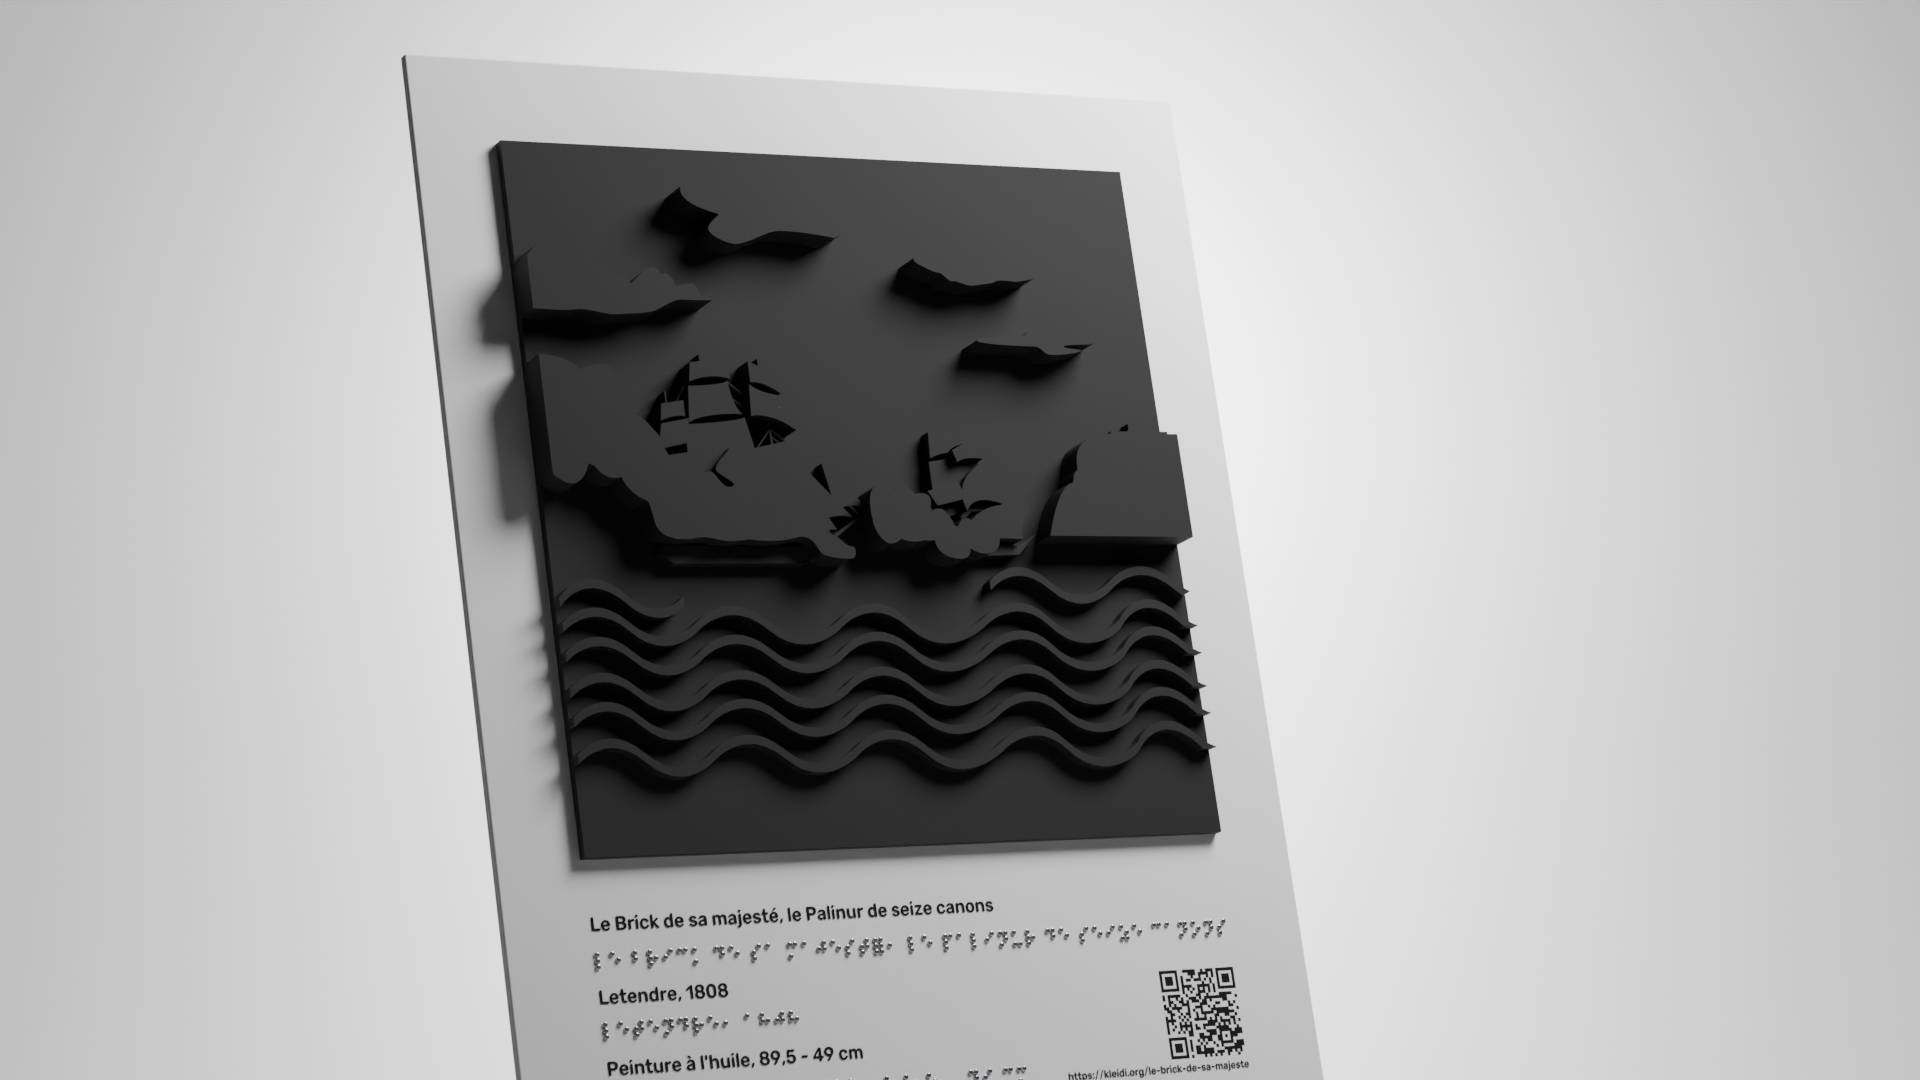 Le Brick de sa majesté, le Palinur de seize canons
Letendre, 1808
Peinture à l'huile, 89,5 - 49 cm
https://kleidi.org/le-brick-de-sa-majeste